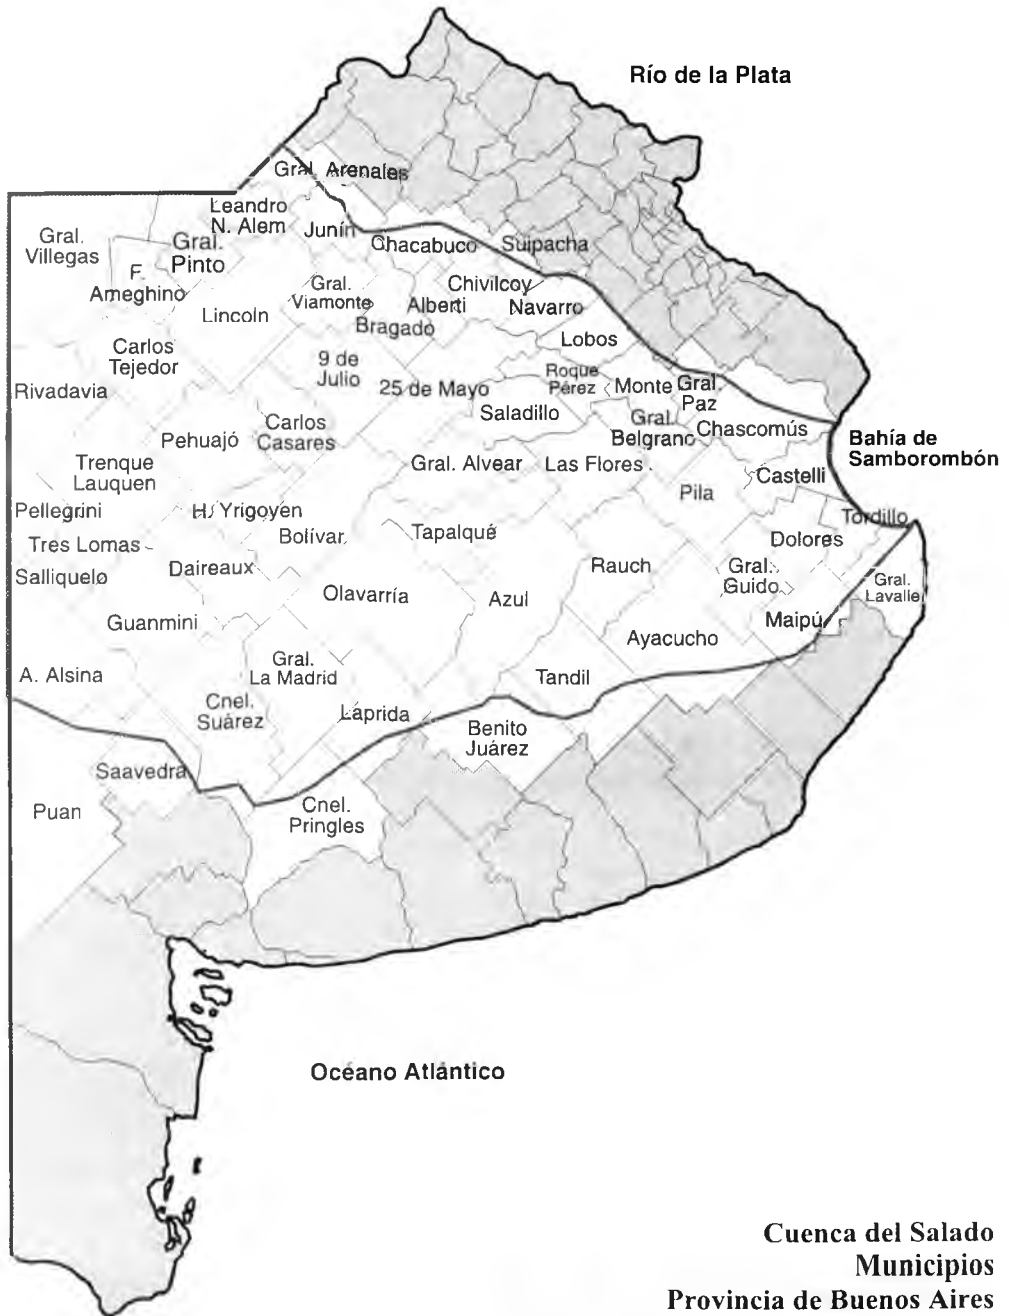 Río de la Plata
Gral. Arenales
Leandro
N. Alem
Junín
Chacabuco
Suipacha
Gral.
Villegas
Gral.
Pinto
F.
Ameghino
Gral.
Viamonte
Chivilcoy
Alberti
Navarro
Lincoln
Bragado
Lobos
Carlos
Tejedor
9 de
Julio
Roque
Pérez
Monte
Gral.
Paz
Rivadavia
25 de Mayo
Saladillo
Gral.
Belgrano
Chascomús
Bahía de
Samborombón
Pehuajó
Carlos
Casares
Trenque
Lauquen
Gral. Alvear
Las Flores
Castelli
Pila
Pellegrini
H. Yrigoyen
Tordillo
Bolívar
Tapalqué
Dolores
Tres Lomas
Salliqueló
Daireaux
Rauch
Gral.
Guido
Gral.
Lavalle
Olavarría
Azul
Guanmini
Maipú
Ayacucho
A. Alsina
Gral.
La Madrid
Tandil
Cnel.
Suárez
Laprida
Benito
Juárez
Saavedra
Puan
Cnel.
Pringles
Océano Atlántico
Cuenca del Salado
Municipios
Provincia de Buenos Aires